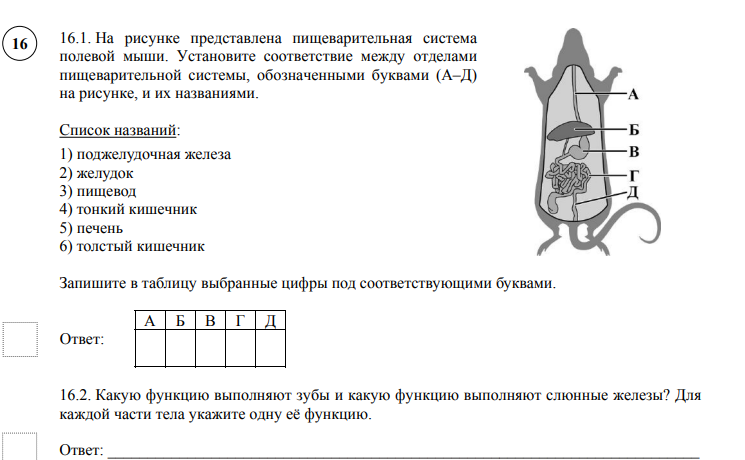 16
16.1. На рисунке представлена пищеварительная система
полевой мыши. Установите соответствие между отделами
пищеварительной системы, обозначенными буквами (А–Д)
на рисунке, и их названиями.
Список названий:
1) поджелудочная железа
2) желудок
3) пищевод
4) тонкий кишечник
5) печень
6) толстый кишечник
А
Б
В
Г
Д
Запишите в таблицу выбранные цифры под соответствующими буквами.
А Б В Г Д
Ответ:
16.2. Какую функцию выполняют зубы и какую функцию выполняют слюнные железы? Для
каждой части тела укажите одну её функцию.
Ответ: